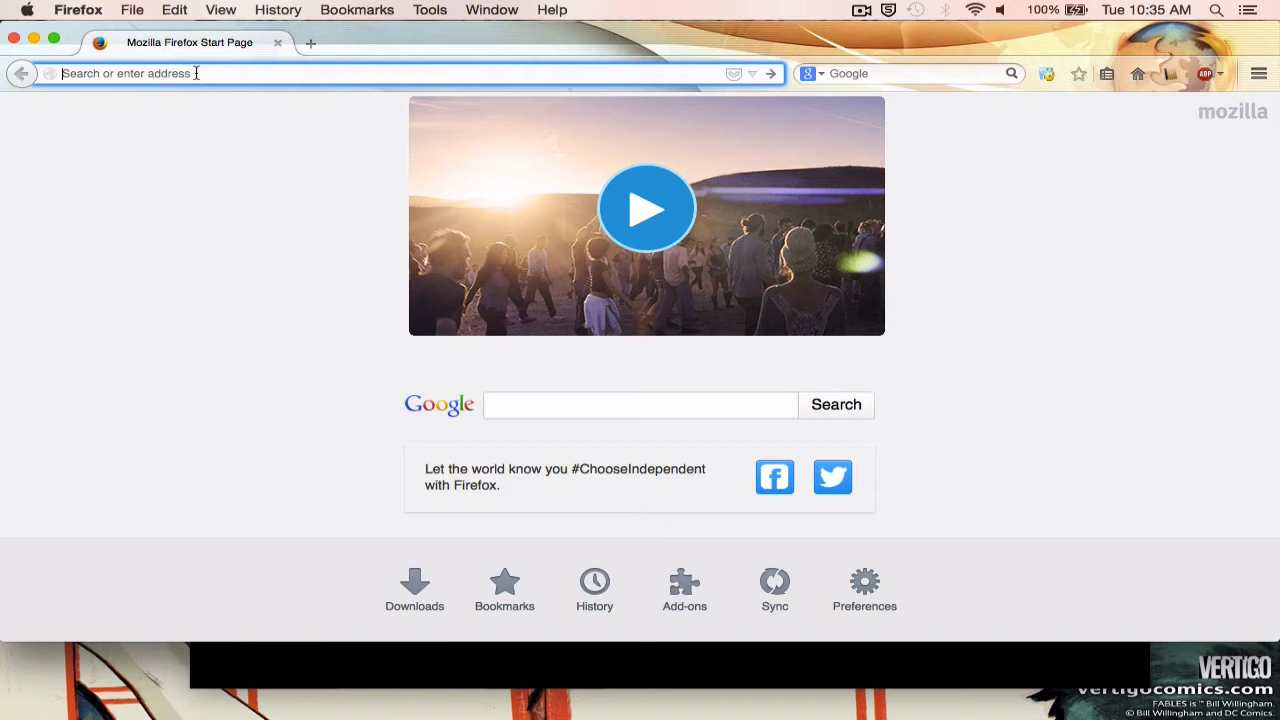 Firefox File Edit View History Bookmarks Tools Window Help 100% Tue 10:35 AM
Mozilla Firefox Start Page
Search or enter address Google ABP
mozilla
Google Search
Let the world know you #ChooseIndependent
with Firefox.
Downloads Bookmarks History Add-ons Sync Preferences
VERTIGO
vertigocomics.com
FABLES is ™ Bill Willingham
© Bill Willingham and DC Comics.